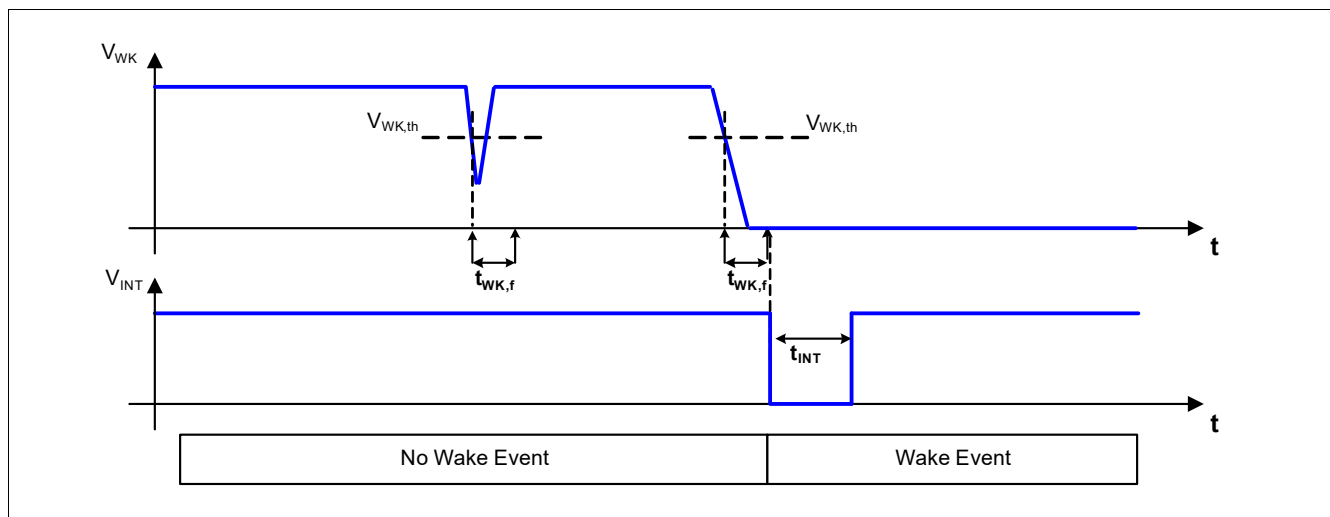 V_WK
V_WK,th
V_WK,th
t
t_WK,f
t_WK,f
V_INT
t_INT
t
No Wake Event
Wake Event